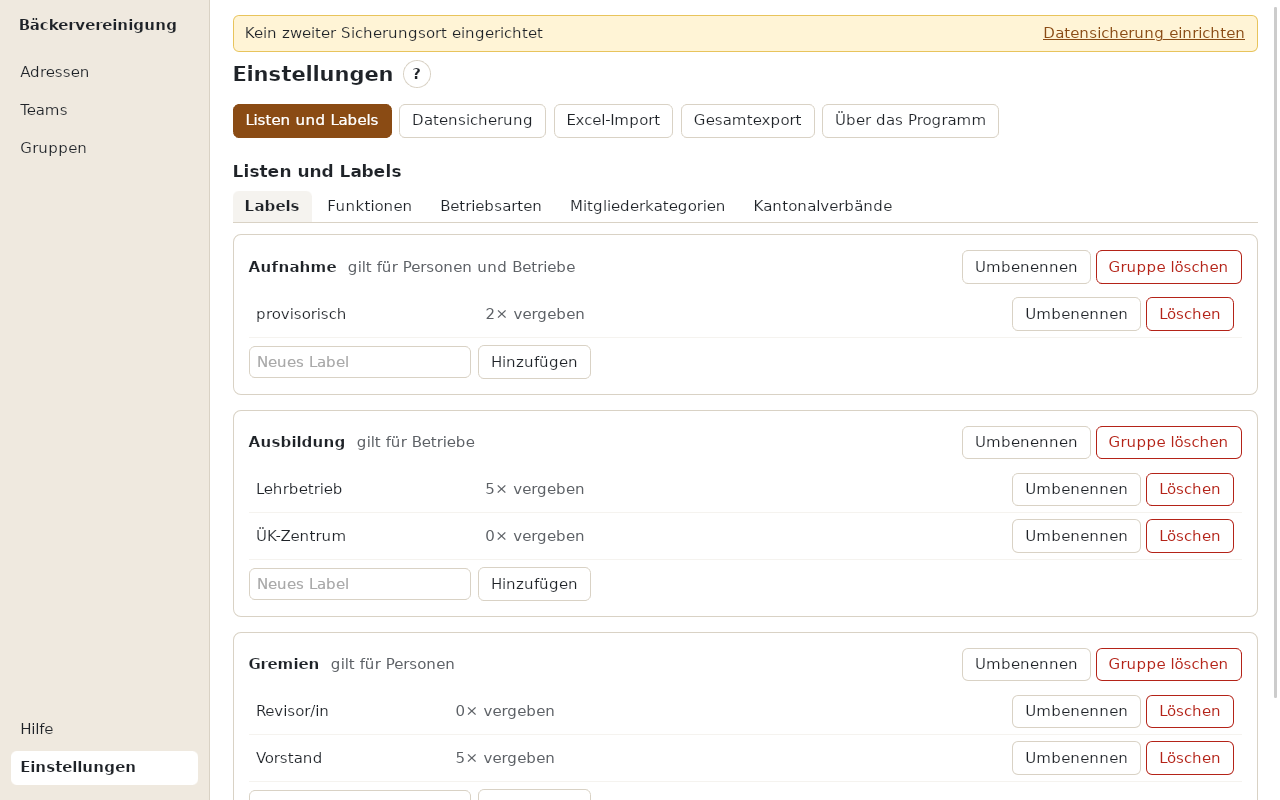 Bäckervereinigung
Adressen
Teams
Gruppen
Hilfe
Einstellungen
Kein zweiter Sicherungsort eingerichtet Datensicherung einrichten
Einstellungen ?
Listen und Labels Datensicherung Excel-Import Gesamtexport Über das Programm
Listen und Labels
Labels Funktionen Betriebsarten Mitgliederkategorien Kantonalverbände
Aufnahme gilt für Personen und Betriebe Umbenennen Gruppe löschen
provisorisch 2× vergeben Umbenennen Löschen
Neues Label Hinzufügen
Ausbildung gilt für Betriebe Umbenennen Gruppe löschen
Lehrbetrieb 5× vergeben Umbenennen Löschen
ÜK-Zentrum 0× vergeben Umbenennen Löschen
Neues Label Hinzufügen
Gremien gilt für Personen Umbenennen Gruppe löschen
Revisor/in 0× vergeben Umbenennen Löschen
Vorstand 5× vergeben Umbenennen Löschen